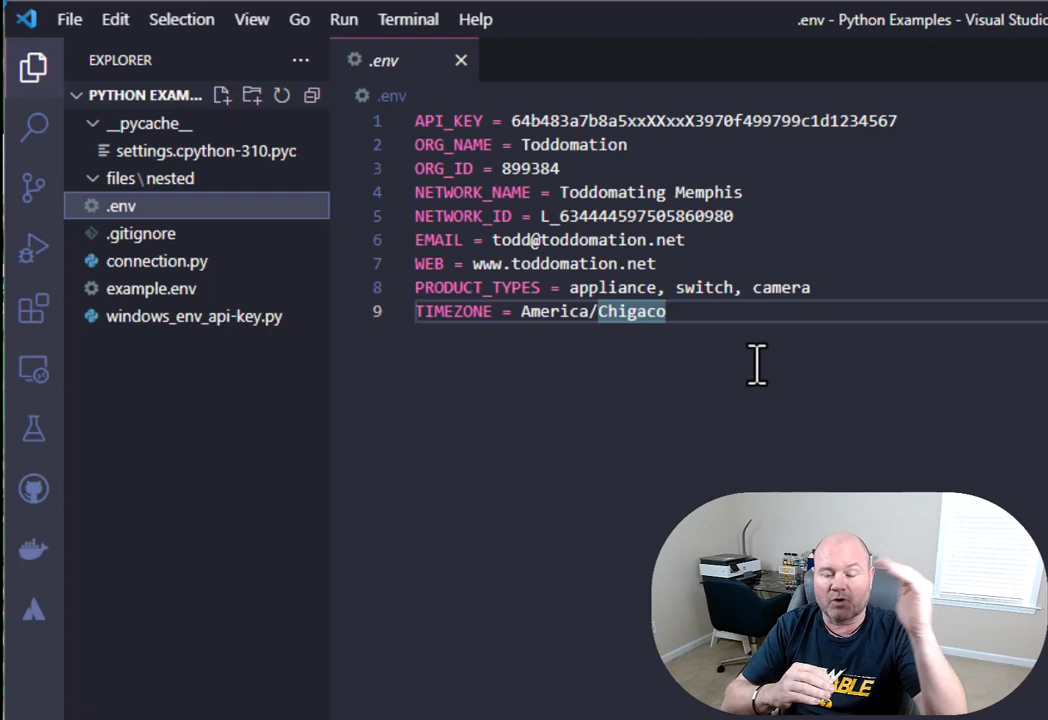 File Edit Selection View Go Run Terminal Help .env - Python Examples - Visual Studio
EXPLORER ...
.env
PYTHON EXAM...
.env
__pycache__
settings.cpython-310.pyc
files\nested
.env
.gitignore
connection.py
example.env
windows_env_api-key.py
1 API_KEY = 64b483a7b8a5xxXXxxX3970f499799c1d1234567
2 ORG_NAME = Toddomation
3 ORG_ID = 899384
4 NETWORK_NAME = Toddomating Memphis
5 NETWORK_ID = L_634444597505860980
6 EMAIL = todd@toddomation.net
7 WEB = www.toddomation.net
8 PRODUCT_TYPES = appliance, switch, camera
9 TIMEZONE = America/Chigaco